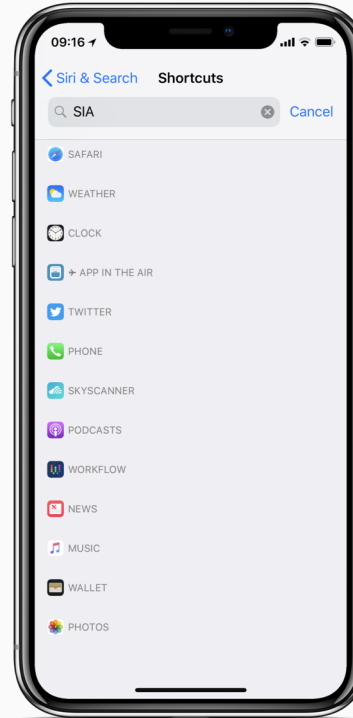 09:16
Siri & Search Shortcuts
SIA Cancel
SAFARI
WEATHER
CLOCK
✈ APP IN THE AIR
TWITTER
PHONE
SKYSCANNER
PODCASTS
WORKFLOW
NEWS
MUSIC
WALLET
PHOTOS